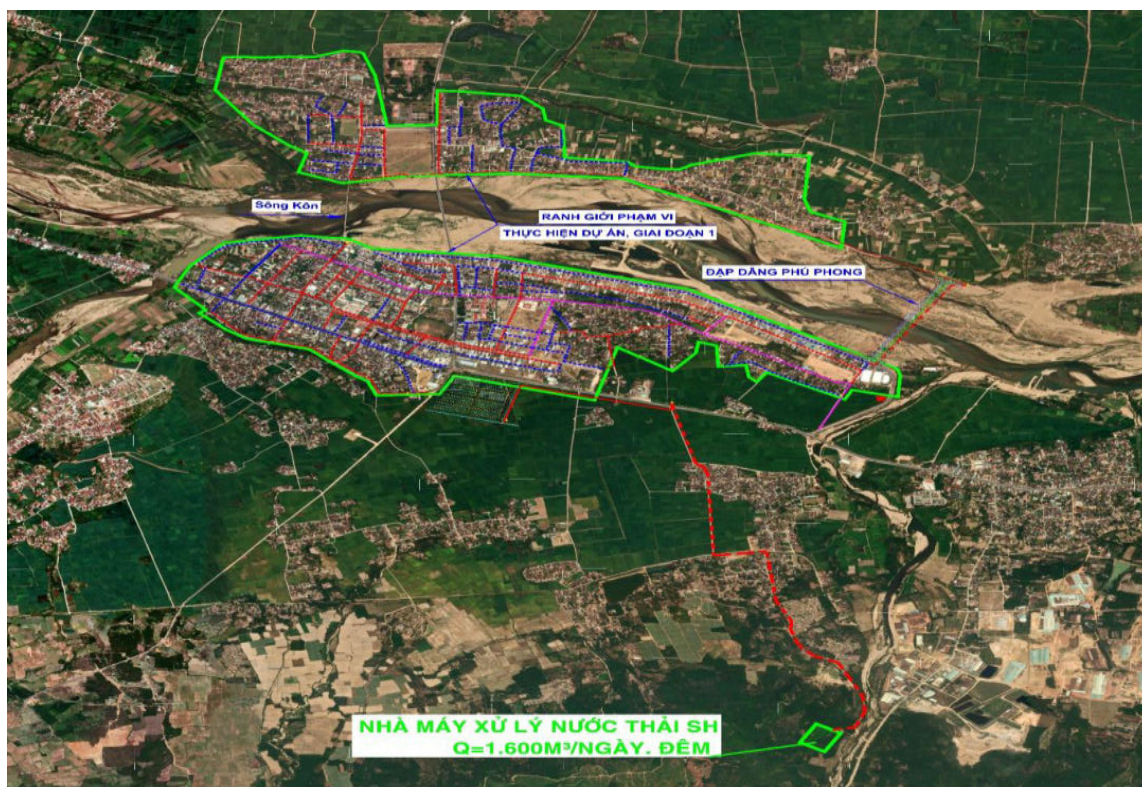 Sông Kôn
RANH GIỚI PHẠM VI
THỰC HIỆN DỰ ÁN, GIAI ĐOẠN 1
ĐẬP DÂNG PHÚ PHONG
NHÀ MÁY XỬ LÝ NƯỚC THẢI SH
Q=1.600M³/NGÀY. ĐÊM